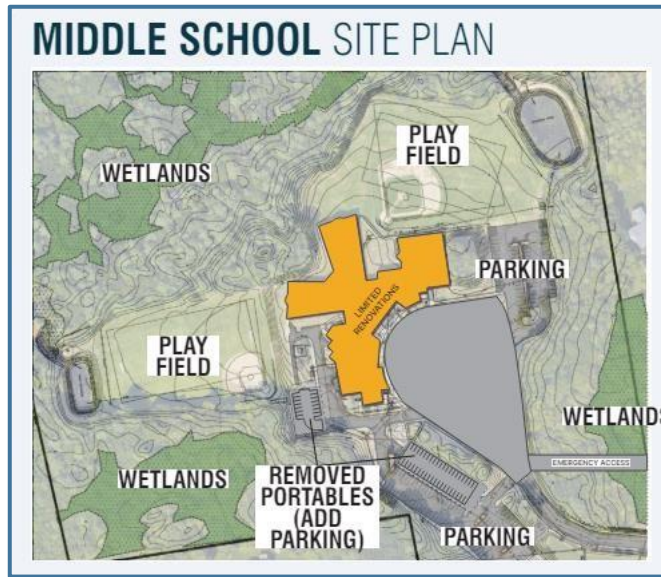 MIDDLE SCHOOL SITE PLAN
PLAY
FIELD
WETLANDS
PARKING
LIMITED
RENOVATIONS
PLAY
FIELD
WETLANDS
EMERGENCY ACCESS
WETLANDS
REMOVED
PORTABLES
(ADD
PARKING)
PARKING